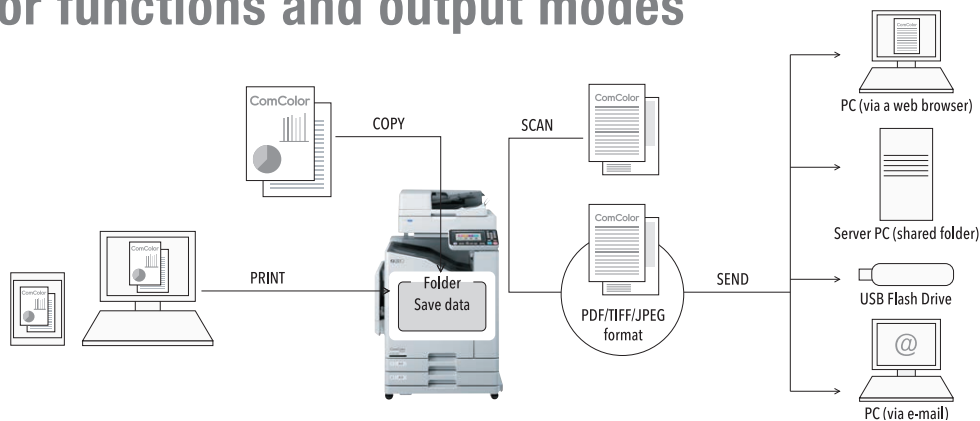 or functions and output modes
ComColor
COPY
ComColor
SCAN
ComColor
PC (via a web browser)
Server PC (shared folder)
ComColor
ComColor
PRINT
Folder
Save data
ComColor
PDF/TIFF/JPEG
format
SEND
USB Flash Drive
@
PC (via e-mail)